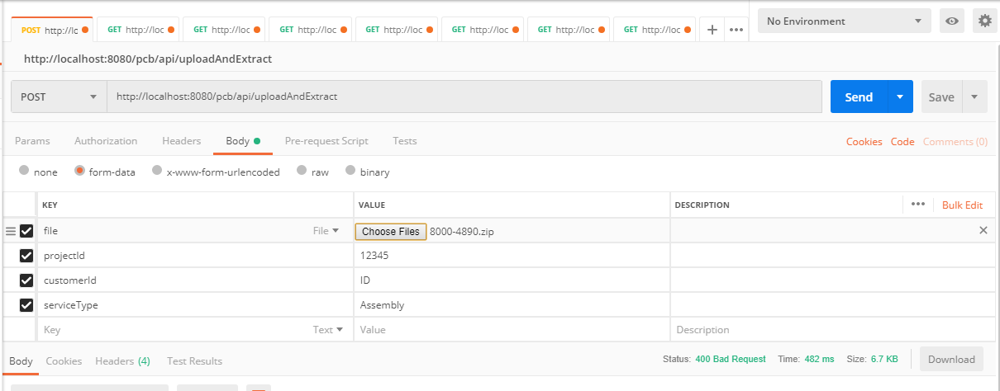 POST http://loc GET http://loc GET http://loc GET http://loc GET http://loc GET http://loc GET http://loc GET http://loc + ••• No Environment
http://localhost:8080/pcb/api/uploadAndExtract
POST http://localhost:8080/pcb/api/uploadAndExtract Send Save
Params Authorization Headers Body Pre-request Script Tests Cookies Code Comments (0)
none form-data x-www-form-urlencoded raw binary
KEY VALUE DESCRIPTION ••• Bulk Edit
file File Choose Files 8000-4890.zip
projectId 12345
customerId ID
serviceType Assembly
Key Text Value Description
Body Cookies Headers (4) Test Results Status: 400 Bad Request Time: 482 ms Size: 6.7 KB Download